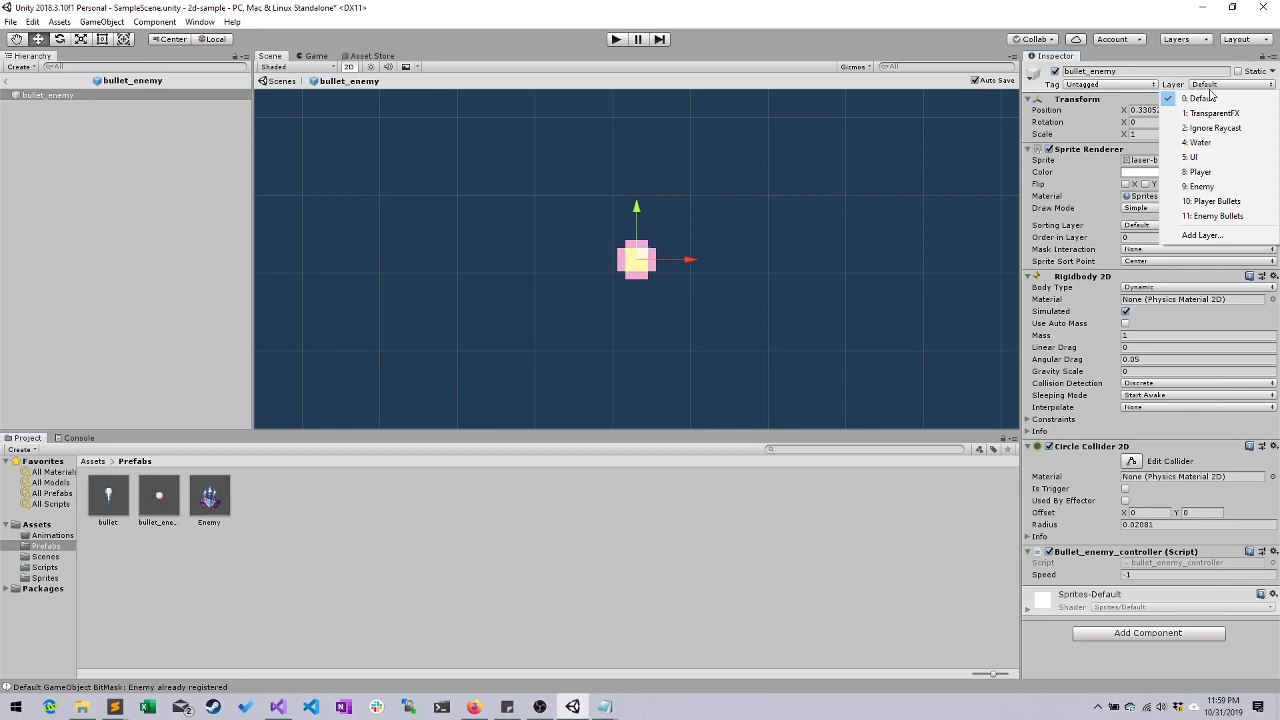 Unity 2018.3.10f1 Personal - SampleScene.unity - 2d-sample - PC, Mac & Linux Standalone* <DX11>
File Edit Assets GameObject Component Window Help
Center Local Collab Account Layers Layout
Hierarchy Scene Game Asset Store Inspector
Create All Shaded 2D Gizmos All
bullet_enemy Scenes bullet_enemy Auto Save
bullet_enemy
bullet_enemy Static
Tag Untagged Layer Default
0: Default
1: TransparentFX
2: Ignore Raycast
4: Water
5: UI
8: Player
9: Enemy
10: Player Bullets
11: Enemy Bullets
Add Layer...
Transform
Position X 0.33052
Rotation X 0
Scale X 1
Sprite Renderer
Sprite laser-b
Color
Flip X Y
Material Sprites
Draw Mode Simple
Sorting Layer Default
Order in Layer 0
Mask Interaction None
Sprite Sort Point Center
Rigidbody 2D
Body Type Dynamic
Material None (Physics Material 2D)
Simulated
Use Auto Mass
Mass 1
Linear Drag 0
Angular Drag 0.05
Gravity Scale 0
Collision Detection Discrete
Sleeping Mode Start Awake
Interpolate None
Constraints
Info
Circle Collider 2D
Edit Collider
Material None (Physics Material 2D)
Is Trigger
Used By Effector
Offset X 0 Y 0
Radius 0.02081
Info
Bullet_enemy_controller (Script)
Script bullet_enemy_controller
Speed -1
Sprites-Default
Shader Sprites/Default
Add Component
Project Console
Create
Favorites
All Materials
All Models
All Prefabs
All Scripts
Assets
Animations
Prefabs
Scenes
Scripts
Sprites
Packages
Assets Prefabs
bullet bullet_ene... Enemy
Default GameObject BitMask: Enemy already registered
2
11:59 PM
10/31/2019